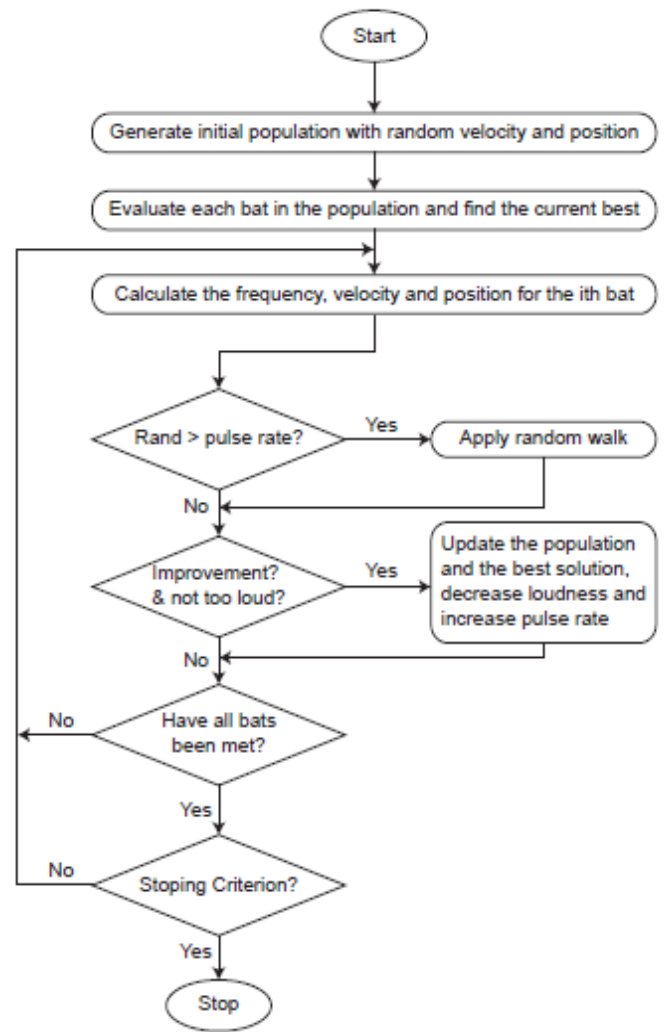 Start
Generate initial population with random velocity and position
Evaluate each bat in the population and find the current best
Calculate the frequency, velocity and position for the ith bat
Rand > pulse rate?
Yes
Apply random walk
No
Improvement?
& not too loud?
Yes
Update the population
and the best solution,
decrease loudness and
increase pulse rate
No
Have all bats
been met?
No
Yes
Stoping Criterion?
No
Yes
Stop